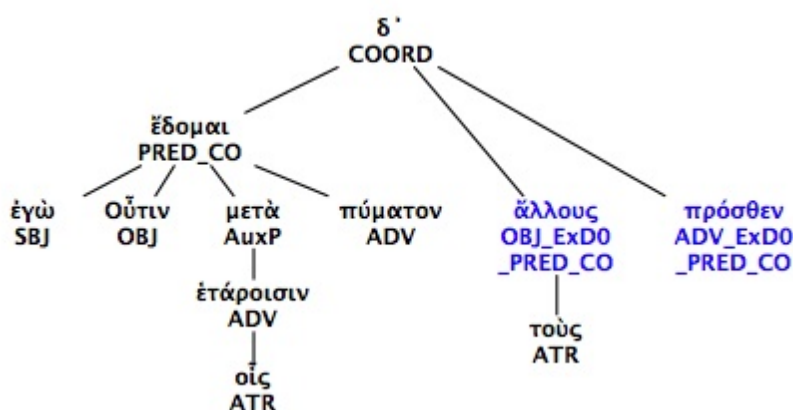 δ᾽
COORD
ἔδομαι
PRED_CO
ἐγὼ Οὖτιν μετὰ πύματον ἄλλους πρόσθεν
SBJ OBJ AuxP ADV OBJ_ExD0 ADV_ExD0
_PRED_CO _PRED_CO
ἑτάροισιν τοὺς
ADV ATR
οἷς
ATR